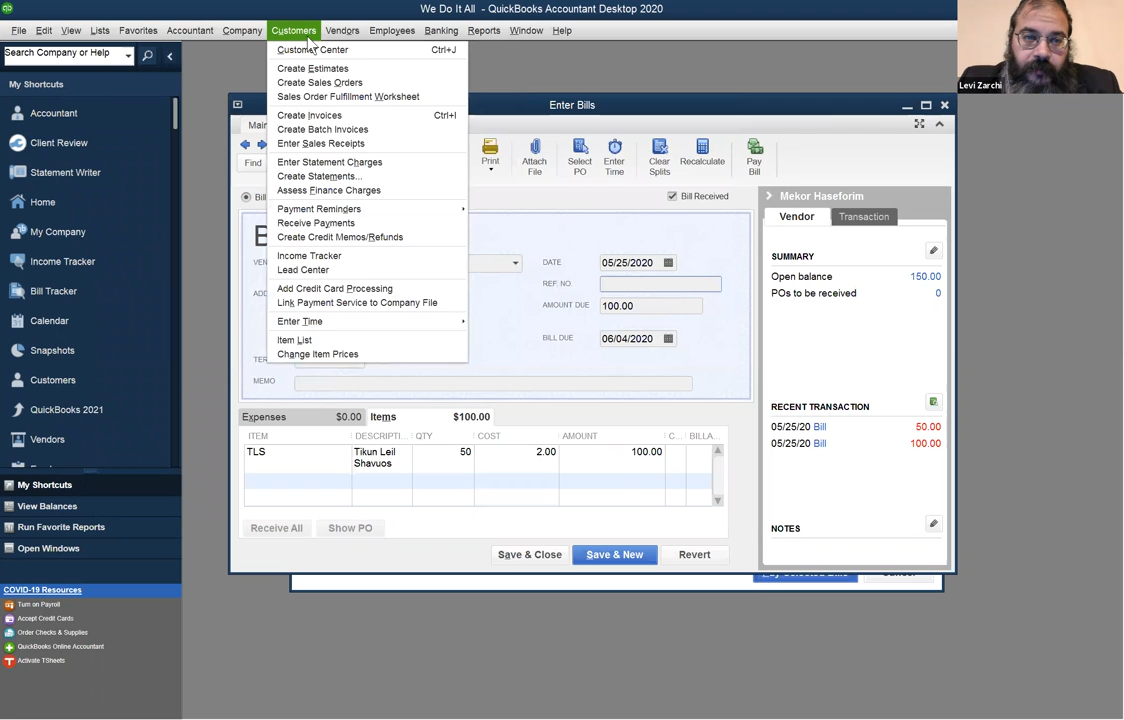 We Do It All - QuickBooks Accountant Desktop 2020
File Edit View Lists Favorites Accountant Company Customers Vendors Employees Banking Reports Window Help
Search Company or Help
My Shortcuts
Accountant
Client Review
Statement Writer
Home
My Company
Income Tracker
Bill Tracker
Calendar
Snapshots
Customers
QuickBooks 2021
Vendors
My Shortcuts
View Balances
Run Favorite Reports
Open Windows
COVID-19 Resources
Turn on Payroll
Accept Credit Cards
Order Checks & Supplies
QuickBooks Online Accountant
Activate TSheets
Customer Center Ctrl+J
Create Estimates
Create Sales Orders
Sales Order Fulfillment Worksheet
Create Invoices Ctrl+I
Create Batch Invoices
Enter Sales Receipts
Enter Statement Charges
Create Statements...
Assess Finance Charges
Payment Reminders
Receive Payments
Create Credit Memos/Refunds
Income Tracker
Lead Center
Add Credit Card Processing
Link Payment Service to Company File
Enter Time
Item List
Change Item Prices
Enter Bills
Mai
Find
Print
Attach File
Select PO
Enter Time
Clear Splits
Recalculate
Pay Bill
Bil
Bill Received
B
VEN
DATE 05/25/2020
REF. NO.
ADD
AMOUNT DUE 100.00
BILL DUE 06/04/2020
TER
MEMO
Expenses $0.00 Items $100.00
ITEM DESCRIPTI... QTY COST AMOUNT C... BILLA...
TLS Tikun Leil Shavuos 50 2.00 100.00
Receive All Show PO
Save & Close Save & New Revert
Mekor Haseforim
Vendor Transaction
SUMMARY
Open balance 150.00
POs to be received 0
RECENT TRANSACTION
05/25/20 Bill 50.00
05/25/20 Bill 100.00
NOTES
Levi Zarchi